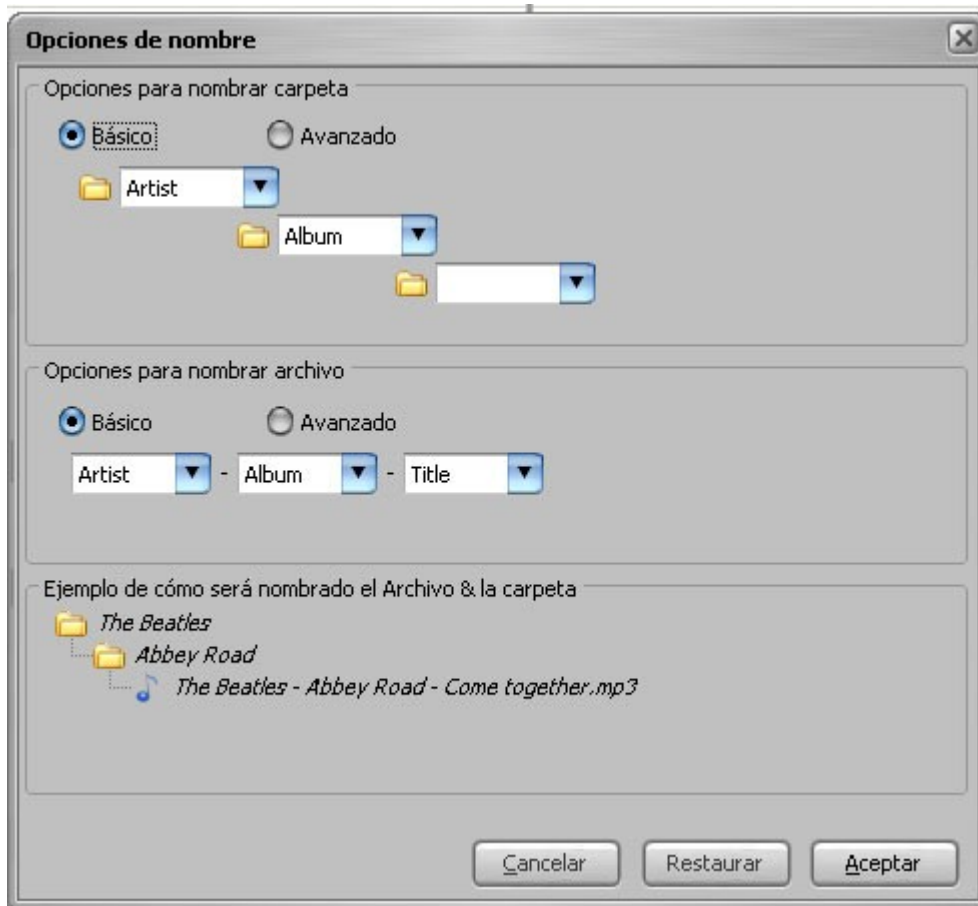 Opciones de nombre
Opciones para nombrar carpeta
Básico Avanzado
Artist
Album
Opciones para nombrar archivo
Básico Avanzado
Artist - Album - Title
Ejemplo de cómo será nombrado el Archivo & la carpeta
The Beatles
Abbey Road
The Beatles - Abbey Road - Come together.mp3
Cancelar Restaurar Aceptar